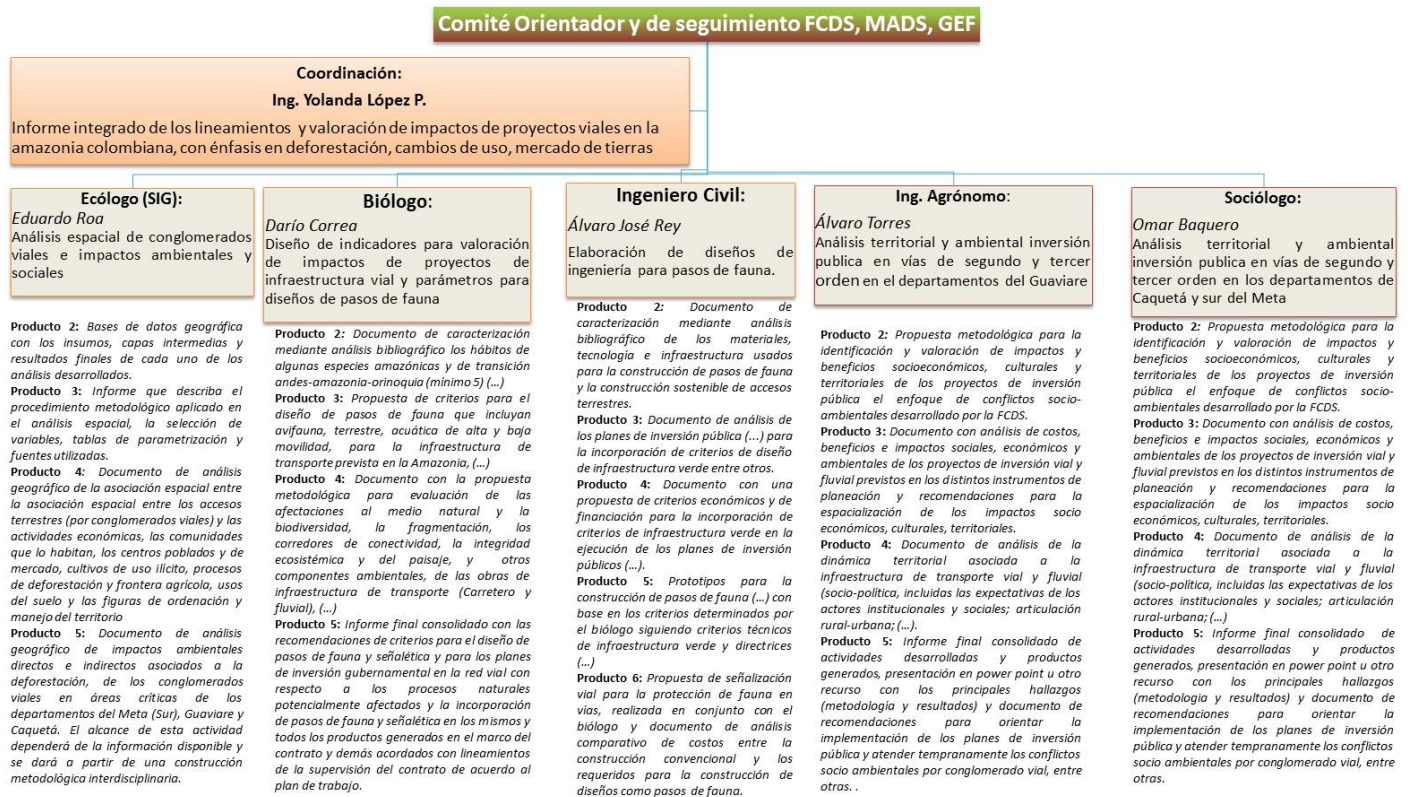 Comité Orientador y de seguimiento FCDS, MADS, GEF
Coordinación:
Ing. Yolanda López P.
Informe integrado de los lineamientos y valoración de impactos de proyectos viales en la
amazonia colombiana, con énfasis en deforestación, cambios de uso, mercado de tierras
Ecólogo (SIG):
Eduardo Roa
Análisis espacial de conglomerados
viales e impactos ambientales y
sociales
Producto 2: Bases de datos geográfica
con los insumos, capas intermedias y
resultados finales de cada uno de los
análisis desarrollados.
Producto 3: Informe que describa el
procedimiento metodológico aplicado en
el análisis espacial, la selección de
variables, tablas de parametrización y
fuentes utilizadas.
Producto 4: Documento de análisis
geográfico de la asociación espacial entre
la asociación espacial entre los accesos
terrestres (por conglomerados viales) y las
actividades económicas, las comunidades
que lo habitan, los centros poblados y de
mercado, cultivos de uso ilícito, procesos
de deforestación y frontera agrícola, usos
del suelo y las figuras de ordenación y
manejo del territorio
Producto 5: Documento de análisis
geográfico de impactos ambientales
directos e indirectos asociados a la
deforestación, de los conglomerados
viales en áreas críticas de los
departamentos del Meta (Sur), Guaviare y
Caquetá. El alcance de esta actividad
dependerá de la información disponible y
se dará a partir de una construcción
metodológica interdisciplinaria.
Biólogo:
Darío Correa
Diseño de indicadores para valoración
de impactos de proyectos de
infraestructura vial y parámetros para
diseños de pasos de fauna
Producto 2: Documento de caracterización
mediante análisis bibliográfico los hábitos de
algunas especies amazónicas y de transición
andes-amazonia-orinoquia (mínimo 5) (...)
Producto 3: Propuesta de criterios para el
diseño de pasos de fauna que incluyan
avifauna, terrestre, acuática de alta y baja
movilidad, para la infraestructura de
transporte prevista en la Amazonia, (...)
Producto 4: Documento con la propuesta
metodológica para evaluación de las
afectaciones al medio natural y la
biodiversidad, la fragmentación, los
corredores de conectividad, la integridad
ecosistémica y del paisaje, y otros
componentes ambientales, de las obras de
infraestructura de transporte (Carretero y
fluvial), (...)
Producto 5: Informe final consolidado con las
recomendaciones de criterios para el diseño de
pasos de fauna y señalética y para los planes
de inversión gubernamental en la red vial con
respecto a los procesos naturales
potencialmente afectados y la incorporación
de pasos de fauna y señalética en los mismos y
todos los productos generados en el marco del
contrato y demás acordados con lineamientos
de la supervisión del contrato de acuerdo al
plan de trabajo.
Ingeniero Civil:
Álvaro José Rey
Elaboración de diseños de
ingeniería para pasos de fauna.
Producto 2: Documento de
caracterización mediante análisis
bibliográfico de los materiales,
tecnología e infraestructura usados
para la construcción de pasos de fauna
y la construcción sostenible de accesos
terrestres.
Producto 3: Documento de análisis de
los planes de inversión pública (...) para
la incorporación de criterios de diseño
de infraestructura verde entre otros.
Producto 4: Documento con una
propuesta de criterios económicos y de
financiación para la incorporación de
criterios de infraestructura verde en la
ejecución de los planes de inversión
públicos (...).
Producto 5: Prototipos para la
construcción de pasos de fauna (...) con
base en los criterios determinados por
el biólogo siguiendo criterios técnicos
de infraestructura verde y directrices
(...)
Producto 6: Propuesta de señalización
vial para la protección de fauna en
vías, realizada en conjunto con el
biólogo y documento de análisis
comparativo de costos entre la
construcción convencional y los
requeridos para la construcción de
diseños como pasos de fauna.
Ing. Agrónomo:
Álvaro Torres
Análisis territorial y ambiental inversión
publica en vías de segundo y tercer
orden en el departamentos del Guaviare
Producto 2: Propuesta metodológica para la
identificación y valoración de impactos y
beneficios socioeconómicos, culturales y
territoriales de los proyectos de inversión
pública el enfoque de conflictos socio-
ambientales desarrollado por la FCDS.
Producto 3: Documento con análisis de costos,
beneficios e impactos sociales, económicos y
ambientales de los proyectos de inversión vial y
fluvial previstos en los distintos instrumentos de
planeación y recomendaciones para la
espacialización de los impactos socio
económicos, culturales, territoriales.
Producto 4: Documento de análisis de la
dinámica territorial asociada a la
infraestructura de transporte vial y fluvial
(socio-política, incluidas las expectativas de los
actores institucionales y sociales; articulación
rural-urbana; (...).
Producto 5: Informe final consolidado de
actividades desarrolladas y productos
generados, presentación en power point u otro
recurso con los principales hallazgos
(metodología y resultados) y documento de
recomendaciones para orientar la
implementación de los planes de inversión
pública y atender tempranamente los conflictos
socio ambientales por conglomerado vial, entre
otras. .
Sociólogo:
Omar Baquero
Análisis territorial y ambiental
inversión publica en vías de segundo y
tercer orden en los departamentos de
Caquetá y sur del Meta
Producto 2: Propuesta metodológica para la
identificación y valoración de impactos y
beneficios socioeconómicos, culturales y
territoriales de los proyectos de inversión
pública el enfoque de conflictos socio-
ambientales desarrollado por la FCDS.
Producto 3: Documento con análisis de costos,
beneficios e impactos sociales, económicos y
ambientales de los proyectos de inversión vial y
fluvial previstos en los distintos instrumentos de
planeación y recomendaciones para la
espacialización de los impactos socio
económicos, culturales, territoriales.
Producto 4: Documento de análisis de la
dinámica territorial asociada a la
infraestructura de transporte vial y fluvial
(socio-política, incluidas las expectativas de los
actores institucionales y sociales; articulación
rural-urbana; (...)
Producto 5: Informe final consolidado de
actividades desarrolladas y productos
generados, presentación en power point u otro
recurso con los principales hallazgos
(metodologia y resultados) y documento de
recomendaciones para orientar la
implementación de los planes de inversión
pública y atender tempranamente los conflictos
socio ambientales por conglomerado vial, entre
otras.